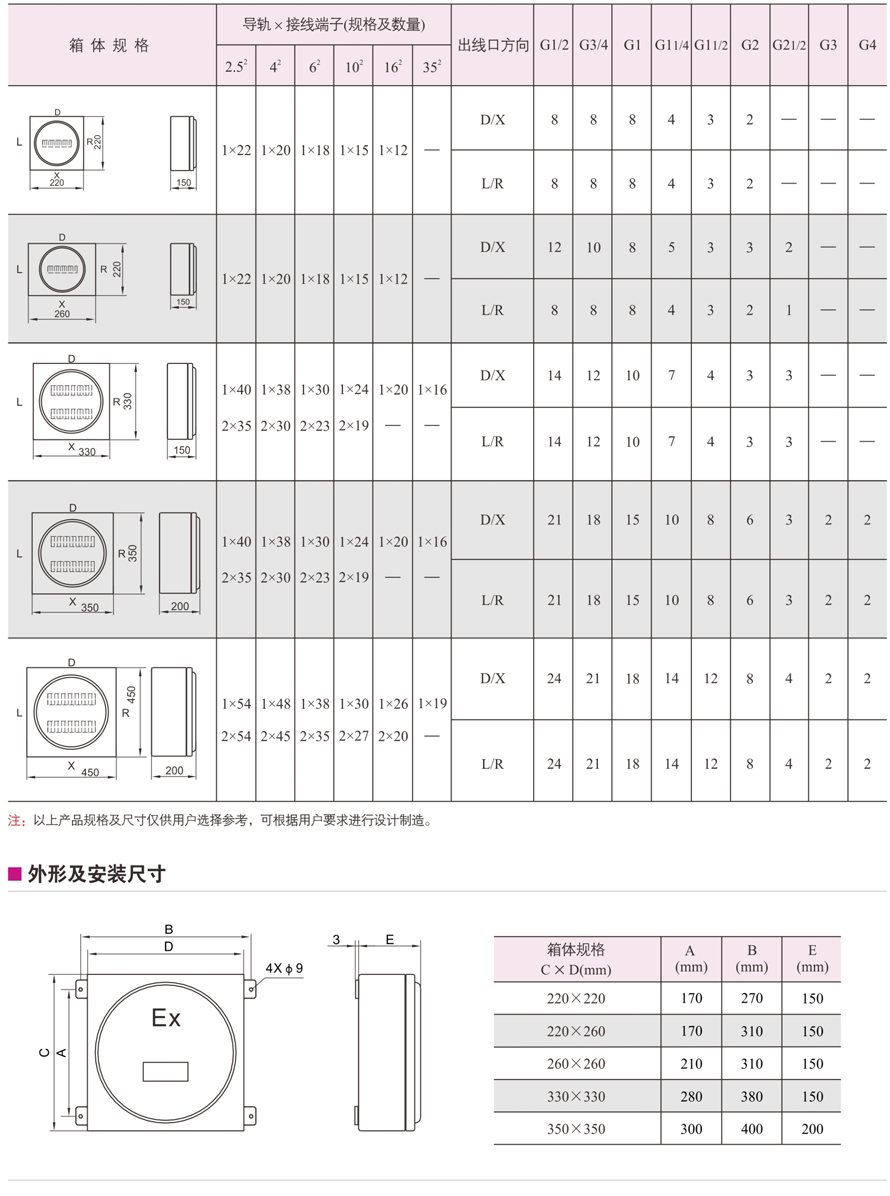 箱 体 规 格 导轨×接线端子(规格及数量) 出线口方向 G1/2 G3/4 G1 G11/4 G11/2 G2 G21/2 G3 G4
2.5² 4² 6² 10² 16² 35²
D
L R 220
X
220 150
1×22 1×20 1×18 1×15 1×12 —
D/X 8 8 8 4 3 2 — — —
L/R 8 8 8 4 3 2 — — —
D
L R 220
X
260 150
1×22 1×20 1×18 1×15 1×12 —
D/X 12 10 8 5 3 3 2 — —
L/R 8 8 8 4 3 2 1 — —
D
L R 330
X 330 150
1×40 1×38 1×30 1×24 1×20 1×16
2×35 2×30 2×23 2×19 — —
D/X 14 12 10 7 4 3 3 — —
L/R 14 12 10 7 4 3 3 — —
D
L R 350
X 350 200
1×40 1×38 1×30 1×24 1×20 1×16
2×35 2×30 2×23 2×19 — —
D/X 21 18 15 10 8 6 3 2 2
L/R 21 18 15 10 8 6 3 2 2
D
L R 450
X 450 200
1×54 1×48 1×38 1×30 1×26 1×19
2×54 2×45 2×35 2×27 2×20 —
D/X 24 21 18 14 12 8 4 2 2
L/R 24 21 18 14 12 8 4 2 2
注：以上产品规格及尺寸仅供用户选择参考，可根据用户要求进行设计制造。
外形及安装尺寸
B
D
3 E
4X φ9
C A
Ex
箱体规格 C×D(mm) A (mm) B (mm) E (mm)
220×220 170 270 150
220×260 170 310 150
260×260 210 310 150
330×330 280 380 150
350×350 300 400 200